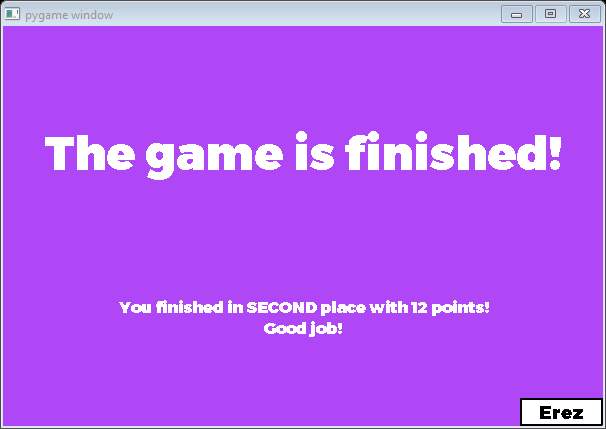 pygame window
The game is finished!
You finished in SECOND place with 12 points!
Good job!
Erez